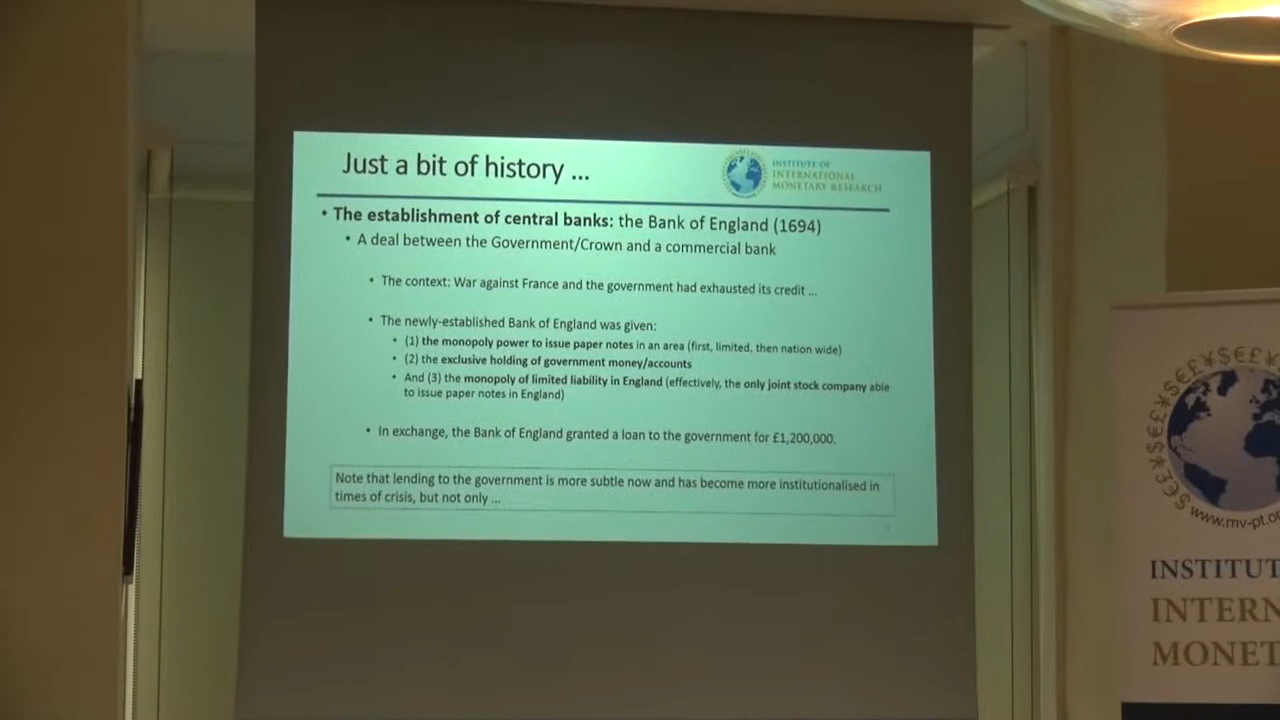 Just a bit of history ...
INSTITUTE OF
INTERNATIONAL
MONETARY RESEARCH
• The establishment of central banks: the Bank of England (1694)
• A deal between the Government/Crown and a commercial bank
• The context: War against France and the government had exhausted its credit ...
• The newly-established Bank of England was given:
• (1) the monopoly power to issue paper notes in an area (first, limited, then nation wide)
• (2) the exclusive holding of government money/accounts
• And (3) the monopoly of limited liability in England (effectively, the only joint stock company able
to issue paper notes in England)
• In exchange, the Bank of England granted a loan to the government for £1,200,000.
Note that lending to the government is more subtle now and has become more institutionalised in
times of crisis, but not only ...
www.mv-pt.o
INSTITUT
INTERN
MONET